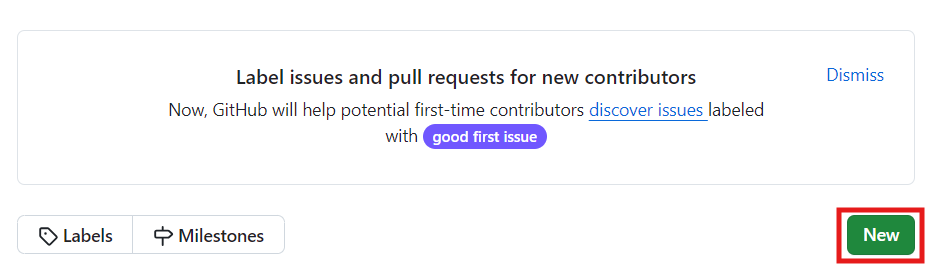 Label issues and pull requests for new contributors
Dismiss
Now, GitHub will help potential first-time contributors discover issues labeled
with good first issue
Labels
Milestones
New